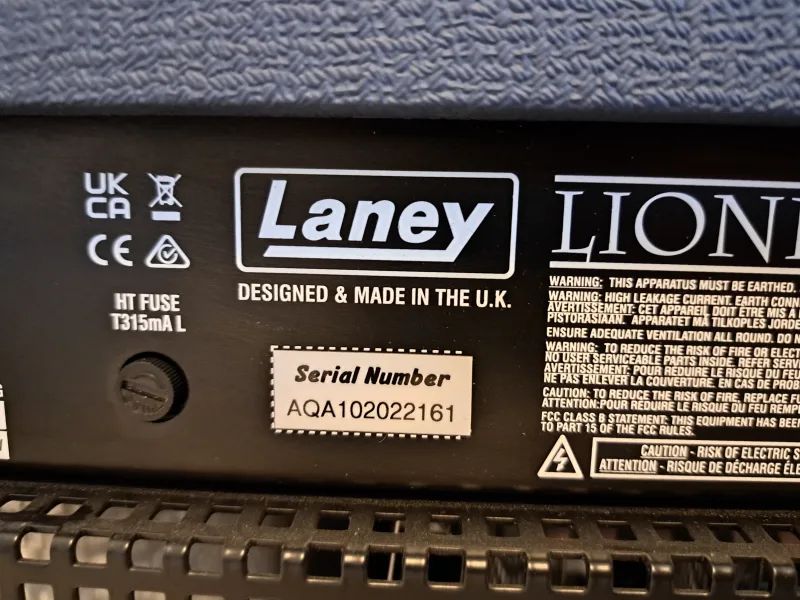 UK
CA
CE
HT FUSE
T315mA L
Laney
DESIGNED & MADE IN THE U.K.
Serial Number
AQA102022161
LION
WARNING: THIS APPARATUS MUST BE EARTHED.
WARNING: HIGH LEAKAGE CURRENT. EARTH CONN
AVERTISSEMENT: CET APPAREIL DOIT ÊTRE MIS A
PISTORASIAAN. APPARATET MÅ TILKOPLES JORDE
ENSURE ADEQUATE VENTILATION ALL ROUND. DO N
WARNING: TO REDUCE THE RISK OF FIRE OR ELECT
NO USER SERVICEABLE PARTS INSIDE. REFER SERV
AVERTISSEMENT: POUR REDUIRE LE RISQUE DU FEU
NE PAS ENLEVER LA COUVERTURE. EN CAS DE PROB
CAUTION: TO REDUCE THE RISK OF FIRE, REPLACE FU
ATTENTION:POUR REDUIRE LE RISQUE DU FEU REMP
FCC CLASS B STATEMENT: THIS EQUIPMENT HAS BEEN
TO PART 15 OF THE FCC RULES.
CAUTION - RISK OF ELECTRIC S
ATTENTION - RISQUE DE DÉCHARGE ÉLE